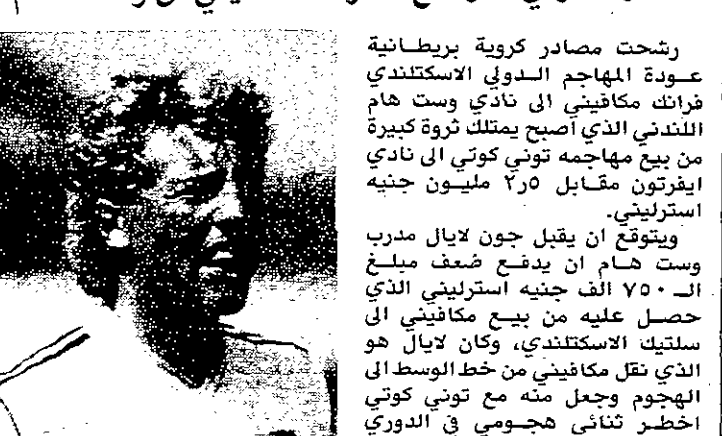 رشحت مصادر كروية بريطانية
عودة المهاجم الدولي الاسكتلندي
فرانك مكافيني الى نادي وست هام
اللندني الذي أصبح يمتلك ثروة كبيرة
من بيع مهاجمه توني كوتي الى نادي
ايفرتون مقابل ٢ر٥ مليون جنيه
استرليني.
ويتوقع ان يقبل جون لايال مدرب
وست هام ان يدفع ضعف مبلغ
الـ ٧٥٠ الف جنيه استرليني الذي
حصل عليه من بيع مكافيني الى
سلتيك الاسكتلندي، وكان لايال هو
الذي نقل مكافيني من خط الوسط الى
الهجوم وجعل منه مع توني كوتي
اخطر ثنائي هجومي في الدوري